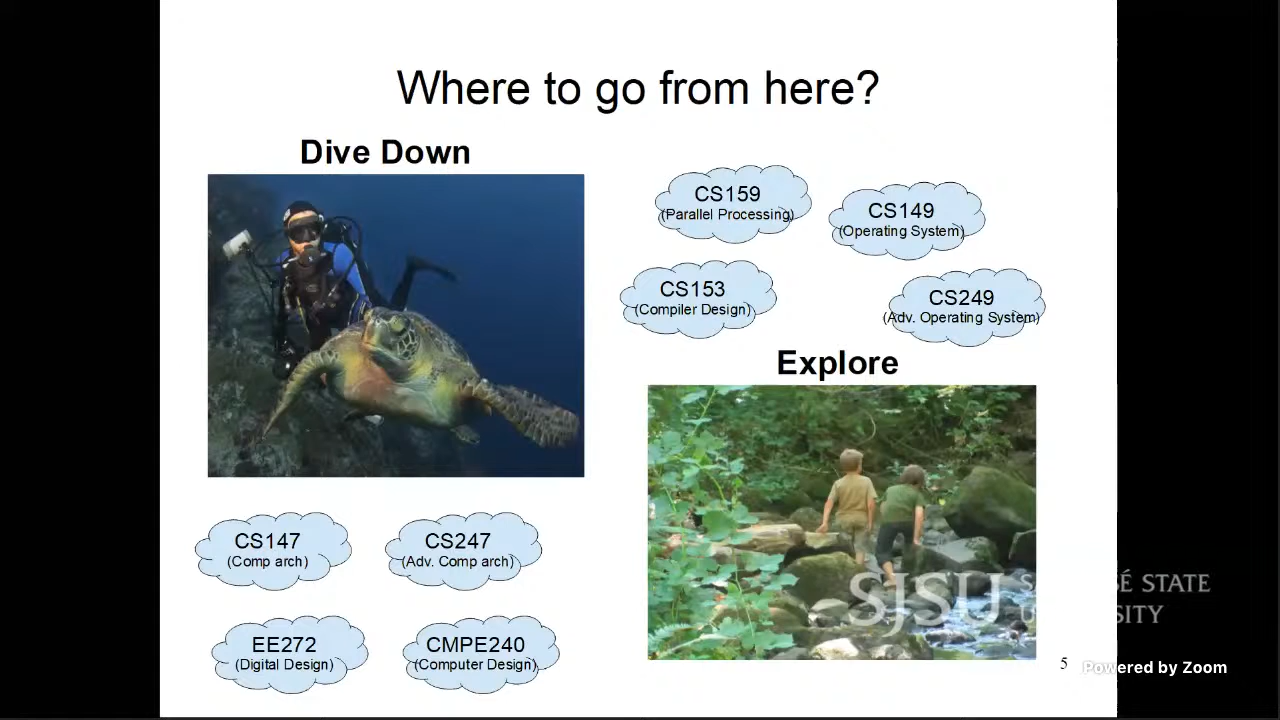 Where to go from here?
Dive Down
CS159
(Parallel Processing)
CS149
(Operating System)
CS153
(Compiler Design)
CS249
(Adv. Operating System)
Explore
CS147
(Comp arch)
CS247
(Adv. Comp arch)
EE272
(Digital Design)
CMPE240
(Computer Design)
SJSU
É STATE
SITY
5
Powered by Zoom